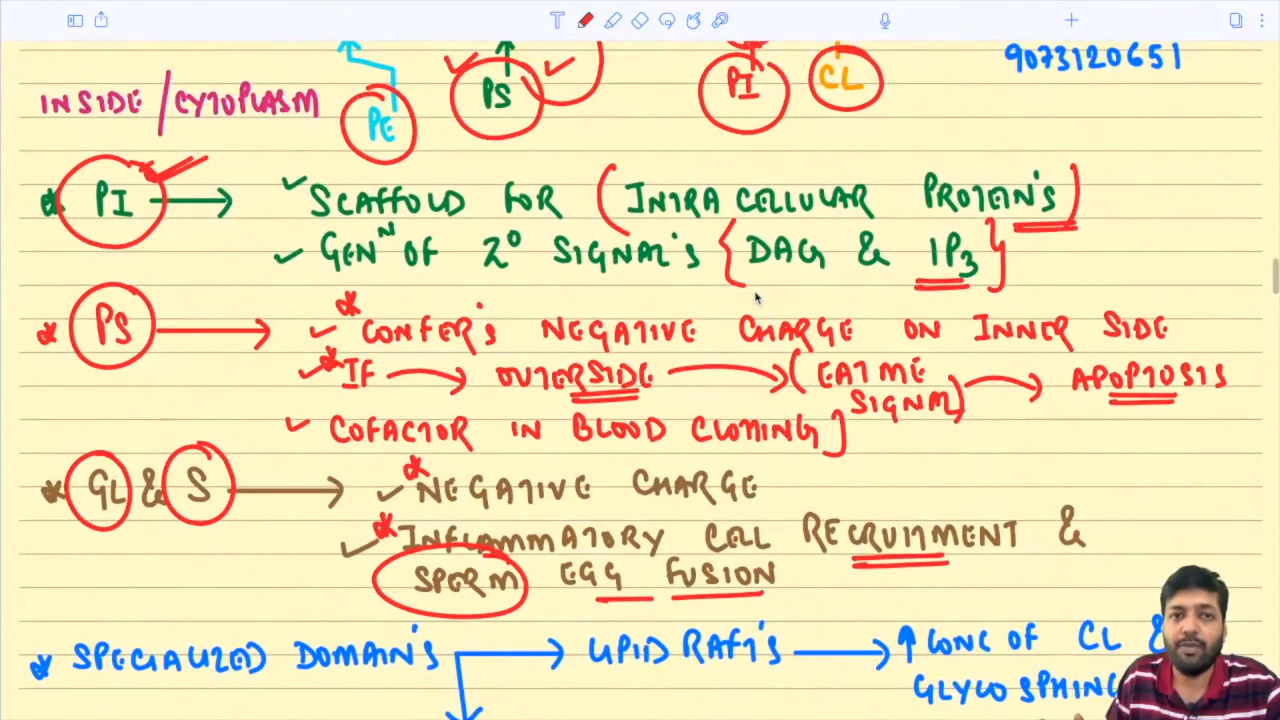 9073120651
PS PI CL
INSIDE / CYTOPLASM PE
* PI → ✓ SCAFFOLD FOR (INTRA CELLULAR PROTEIN'S)
✓ GENᴺ OF 2° SIGNAL'S {DAG & IP₃}
* PS → ✓ * CONFER'S NEGATIVE CHARGE ON INNER SIDE
✓ * IF → OUTERSIDE → (EAT ME SIGNAL) → APOPTOSIS
✓ COFACTOR IN BLOOD CLOTTING]
* GL & S → ✓ * NEGATIVE CHARGE
✓ * INFLAMMATORY CELL RECRUITMENT &
SPERM EGG FUSION
* SPECIALIZED DOMAIN'S → LIPID RAFT'S → ↑ CONC OF CL &
GLYCOSPHING